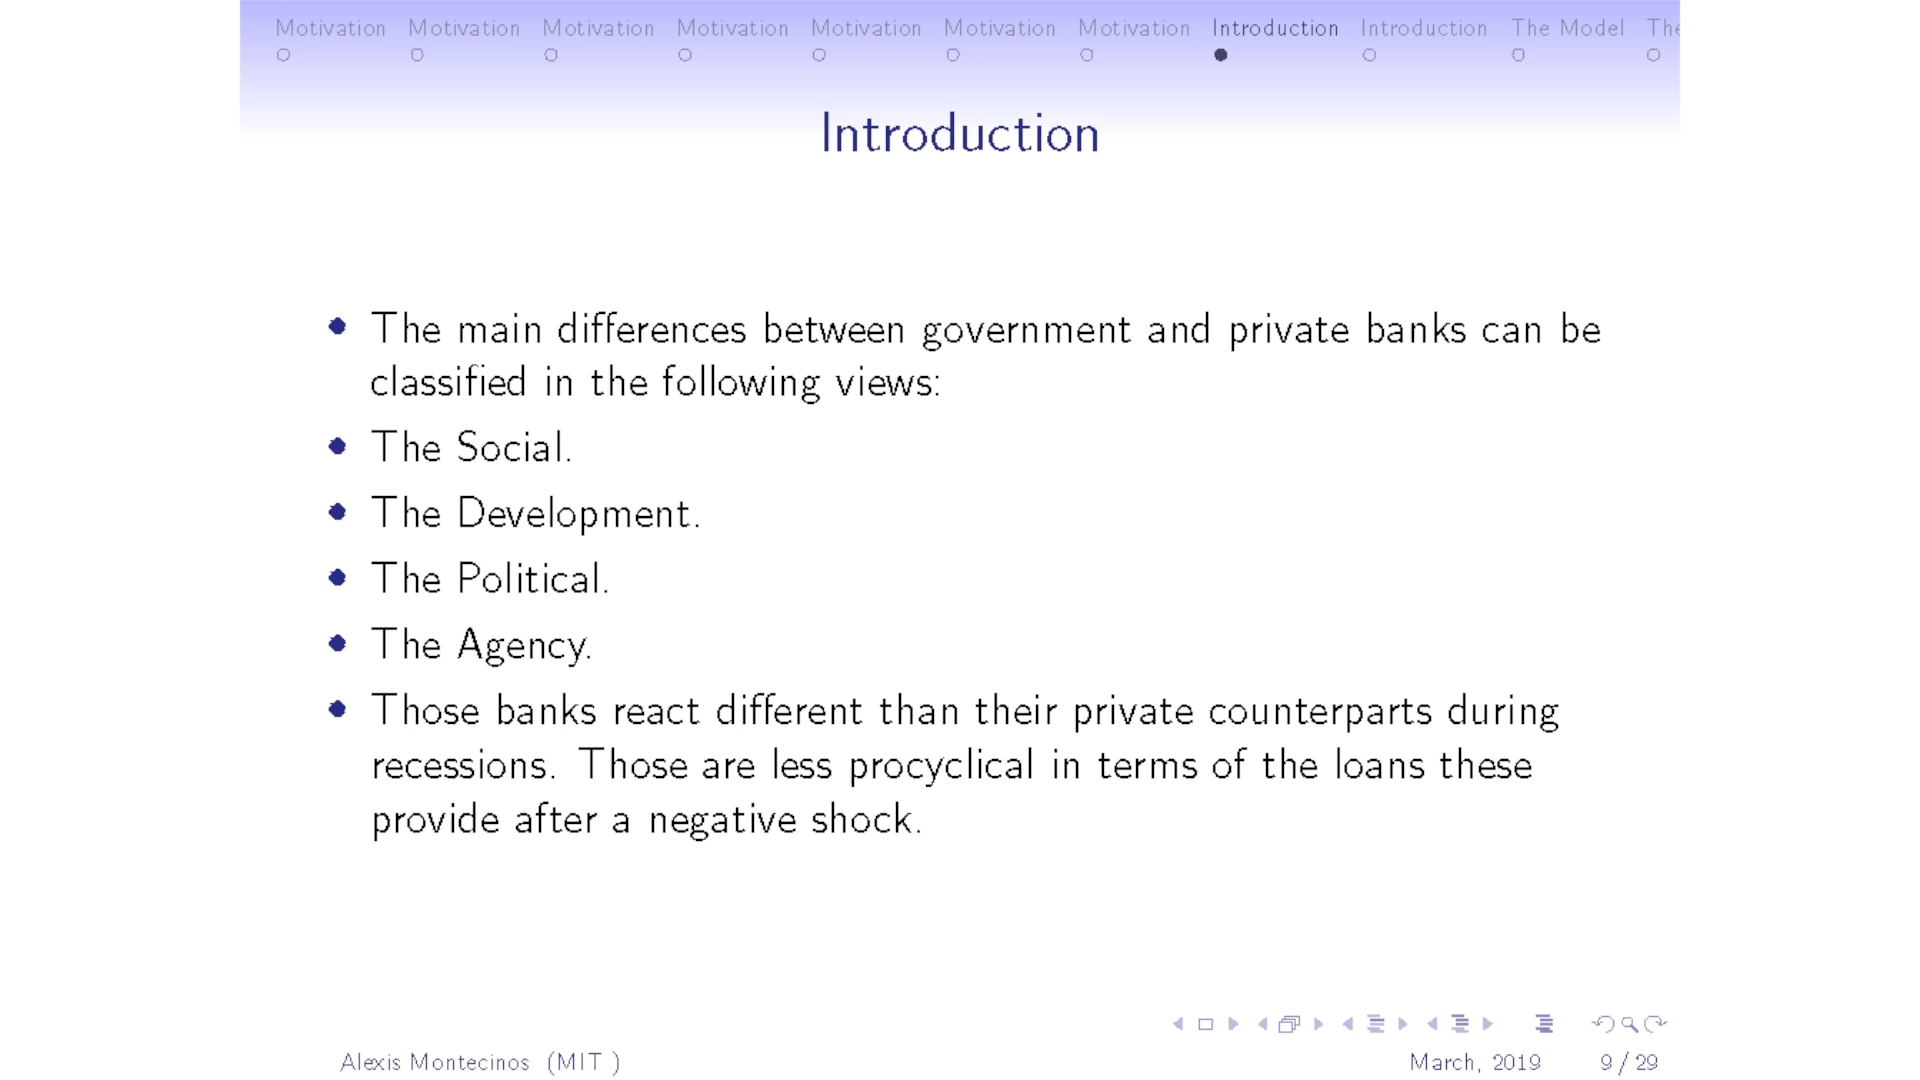 Motivation Motivation Motivation Motivation Motivation Motivation Motivation Introduction Introduction The Model The
Introduction
The main differences between government and private banks can be
classified in the following views:
The Social.
The Development.
The Political.
The Agency.
Those banks react different than their private counterparts during
recessions. Those are less procyclical in terms of the loans these
provide after a negative shock.
Alexis Montecinos (MIT ) March, 2019 9 / 29